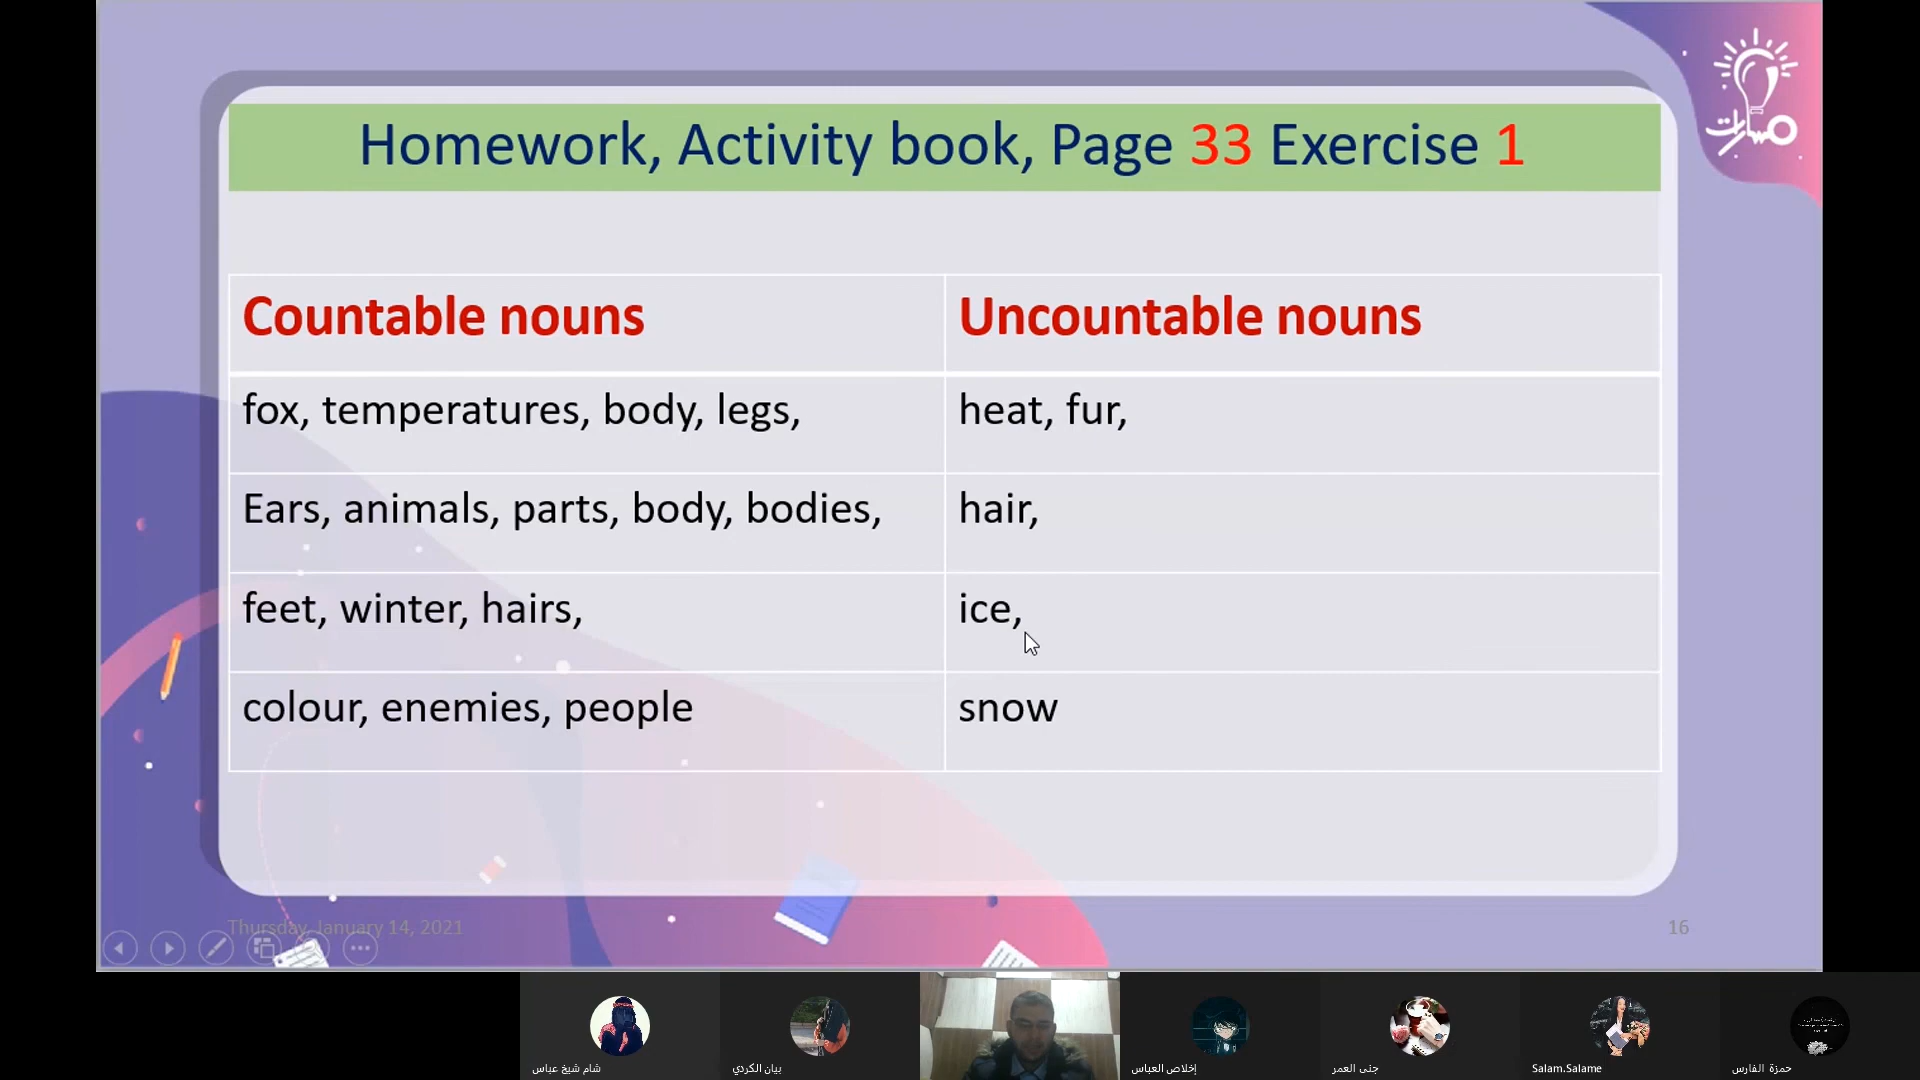 Homework, Activity book, Page 33 Exercise 1
Countable nouns
Uncountable nouns
fox, temperatures, body, legs,
heat, fur,
Ears, animals, parts, body, bodies,
hair,
feet, winter, hairs,
ice,
colour, enemies, people
snow
Thursday, January 14, 2021
16
شام شيخ عباس
بيان الكردي
إخلاص العباس
جنى العمر
Salam.Salame
حمزة الفارس